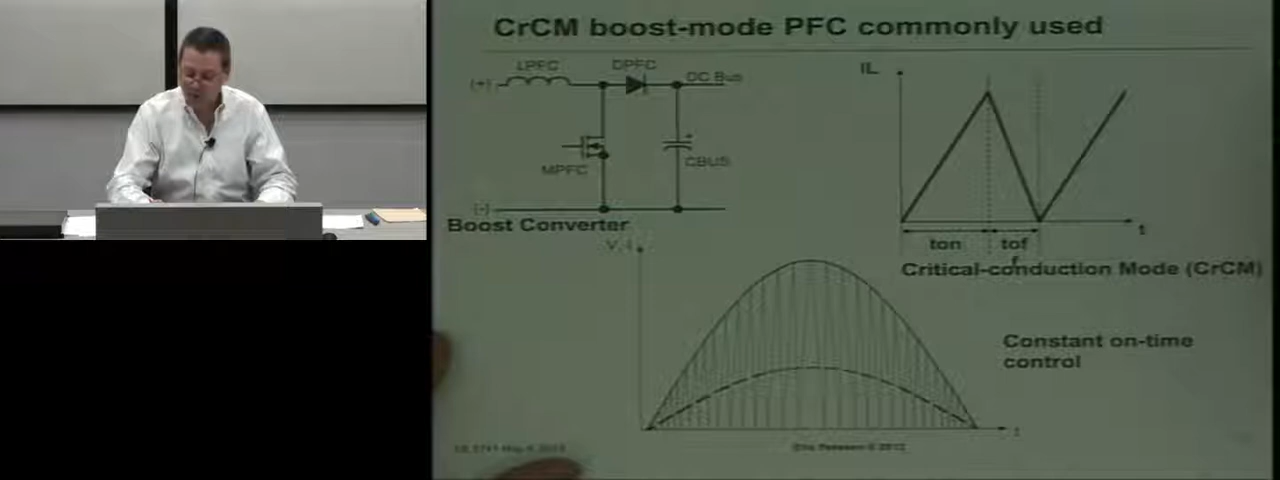 CrCM boost-mode PFC commonly used
LPFC
DPFC
(+)
DC Bus
MPFC
CBUS
(-)
Boost Converter
IL
t
ton
tof
f
Critical-conduction Mode (CrCM)
V, I
t
Constant on-time
control